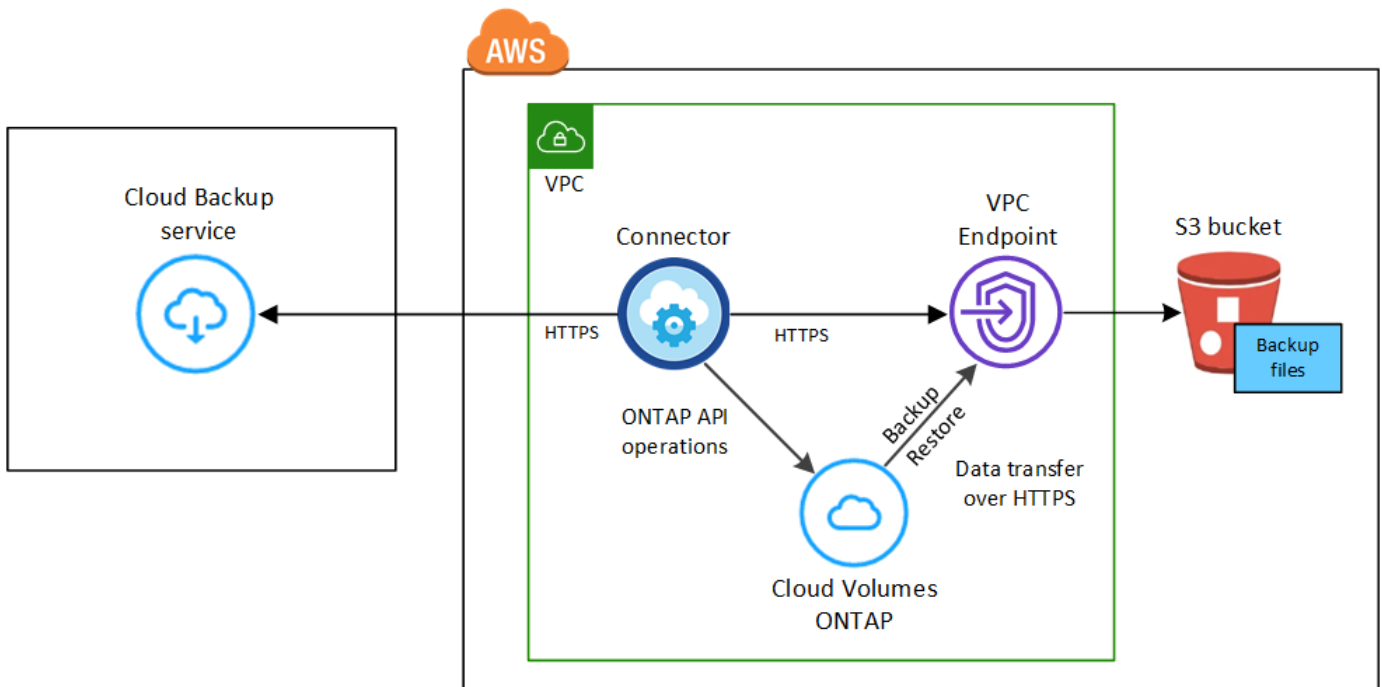 AWS
Cloud Backup
service
VPC
Connector
VPC
Endpoint
S3 bucket
HTTPS
HTTPS
Backup
files
ONTAP API
operations
Backup
Restore
Data transfer
over HTTPS
Cloud Volumes
ONTAP